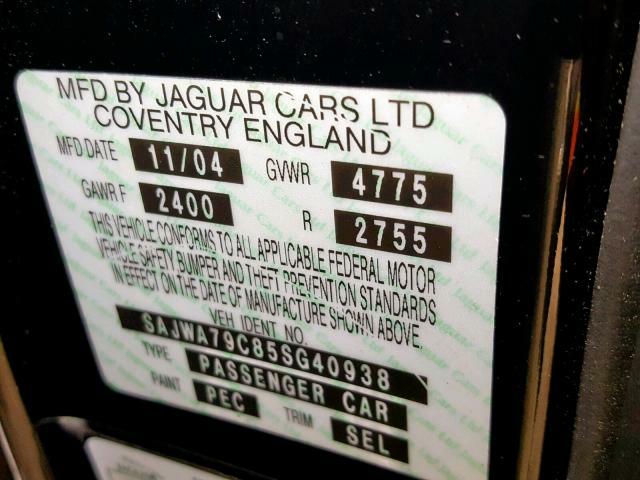 MFD BY JAGUAR CARS LTD
COVENTRY ENGLAND
MFD DATE 11/04 GVWR 4775
GAWR F 2400 R 2755
THIS VEHICLE CONFORMS TO ALL APPLICABLE FEDERAL MOTOR
VEHICLE SAFETY BUMPER AND THEFT PREVENTION STANDARDS
IN EFFECT ON THE DATE OF MANUFACTURE SHOWN ABOVE.
VEH IDENT NO.
SAJWA79C85SG40938
TYPE PASSENGER CAR
PAINT PEC TRIM SEL